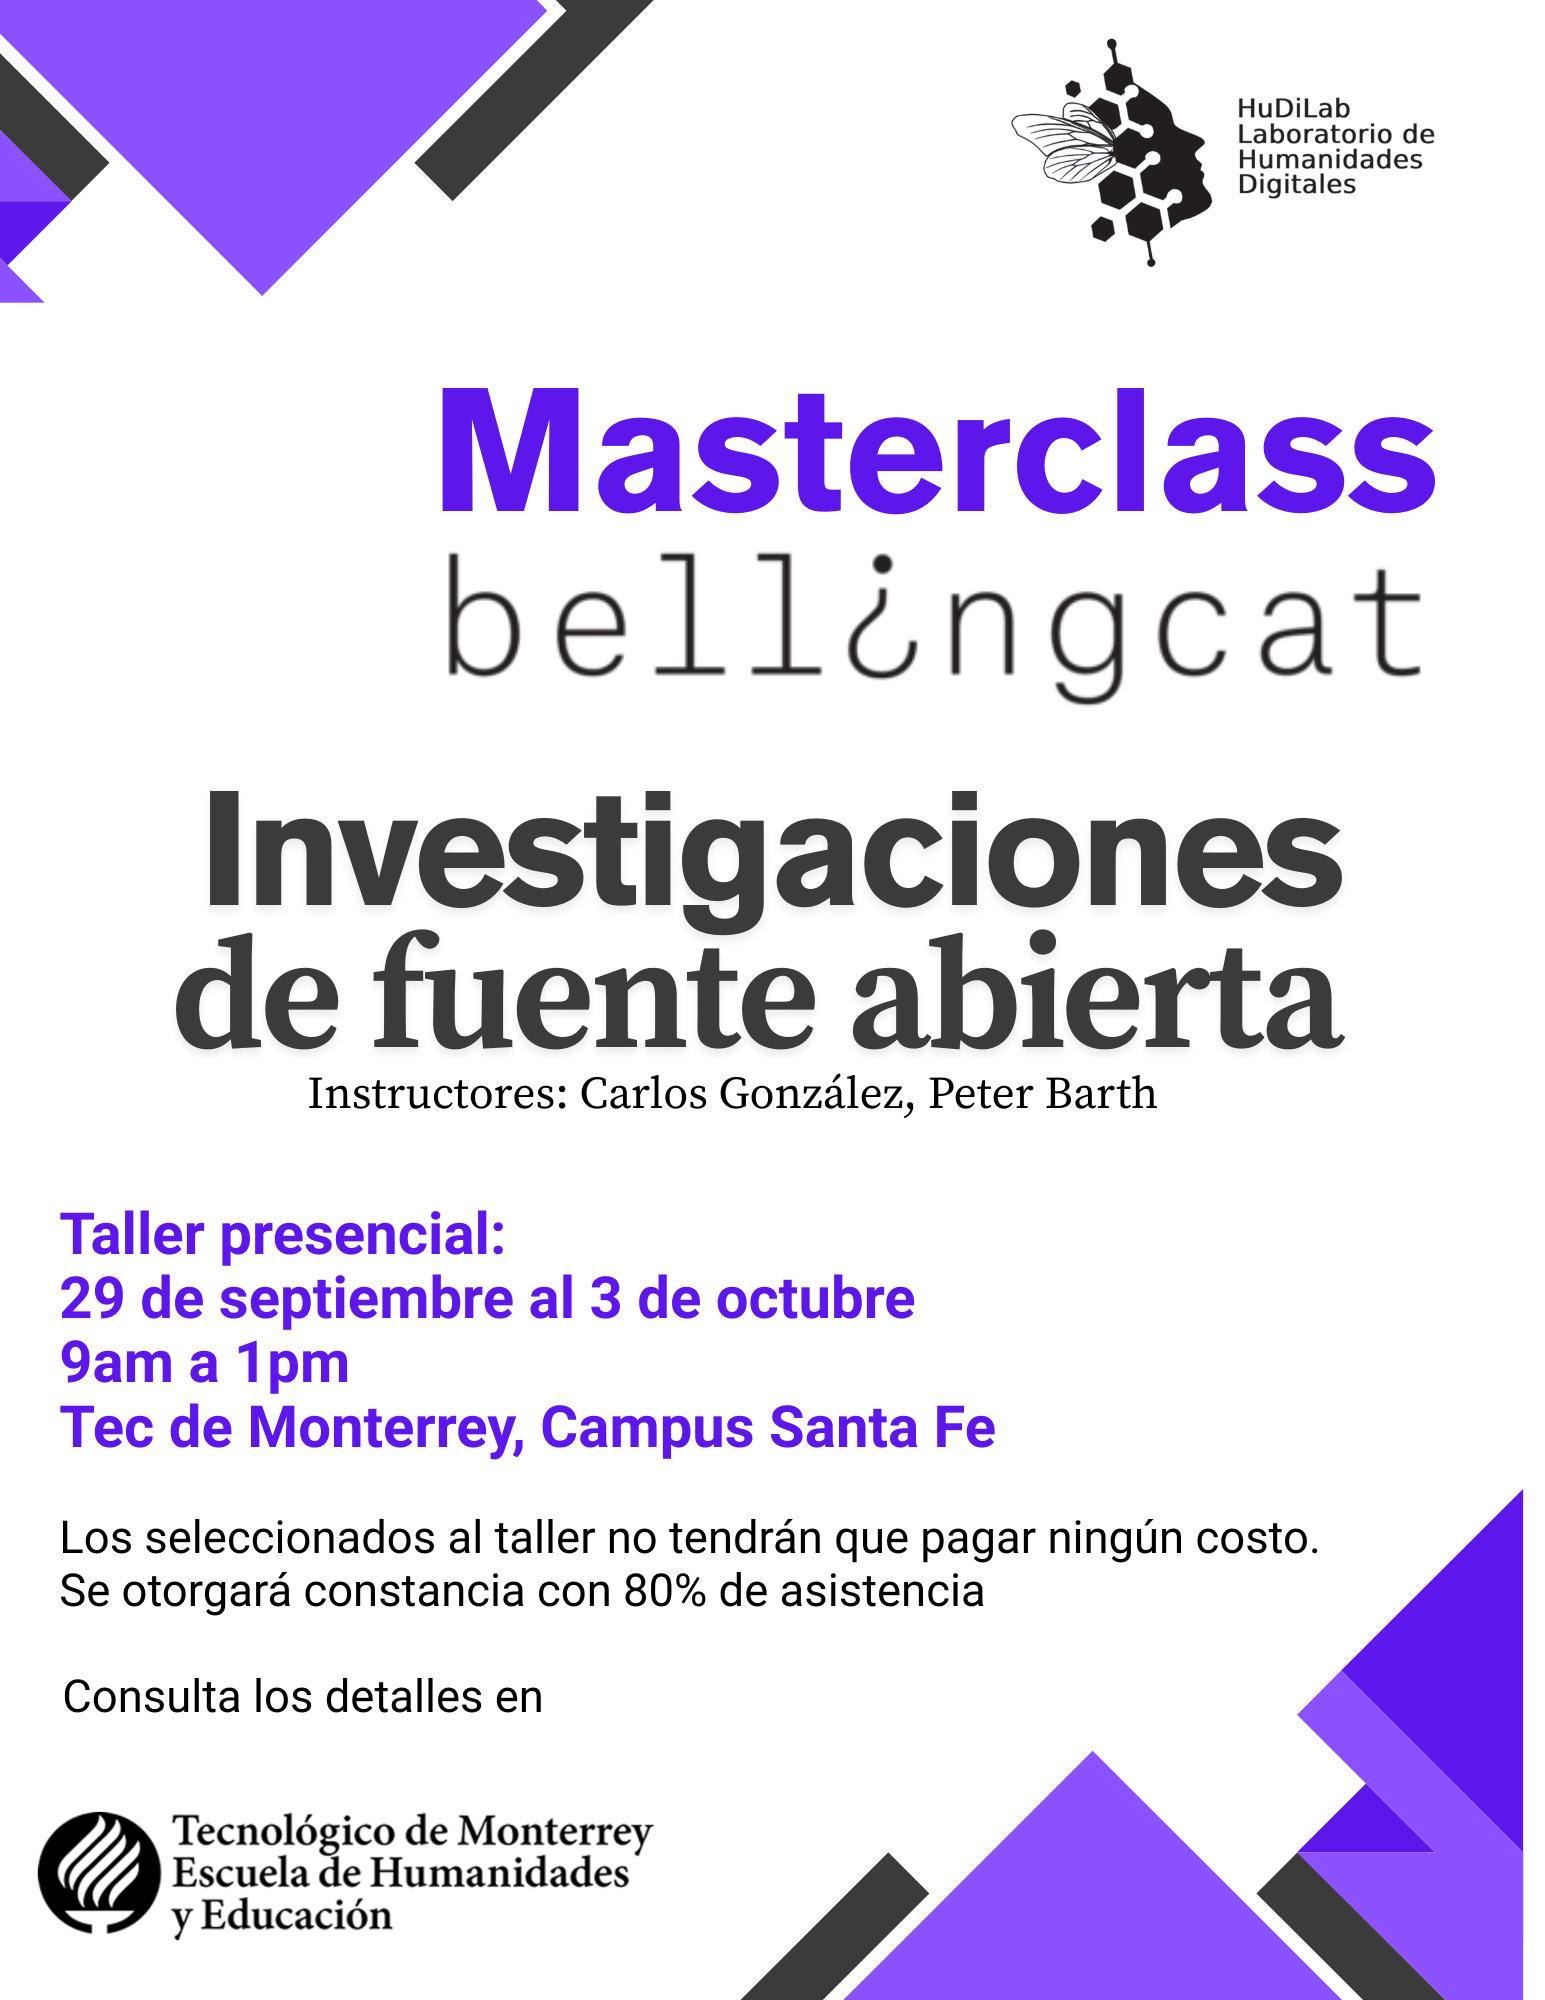 HuDiLab
Laboratorio de
Humanidades
Digitales
Masterclass
bell¿ngcat
Investigaciones
de fuente abierta
Instructores: Carlos González, Peter Barth
Taller presencial:
29 de septiembre al 3 de octubre
9am a 1pm
Tec de Monterrey, Campus Santa Fe
Los seleccionados al taller no tendrán que pagar ningún costo.
Se otorgará constancia con 80% de asistencia
Consulta los detalles en
Tecnológico de Monterrey
Escuela de Humanidades
y Educación